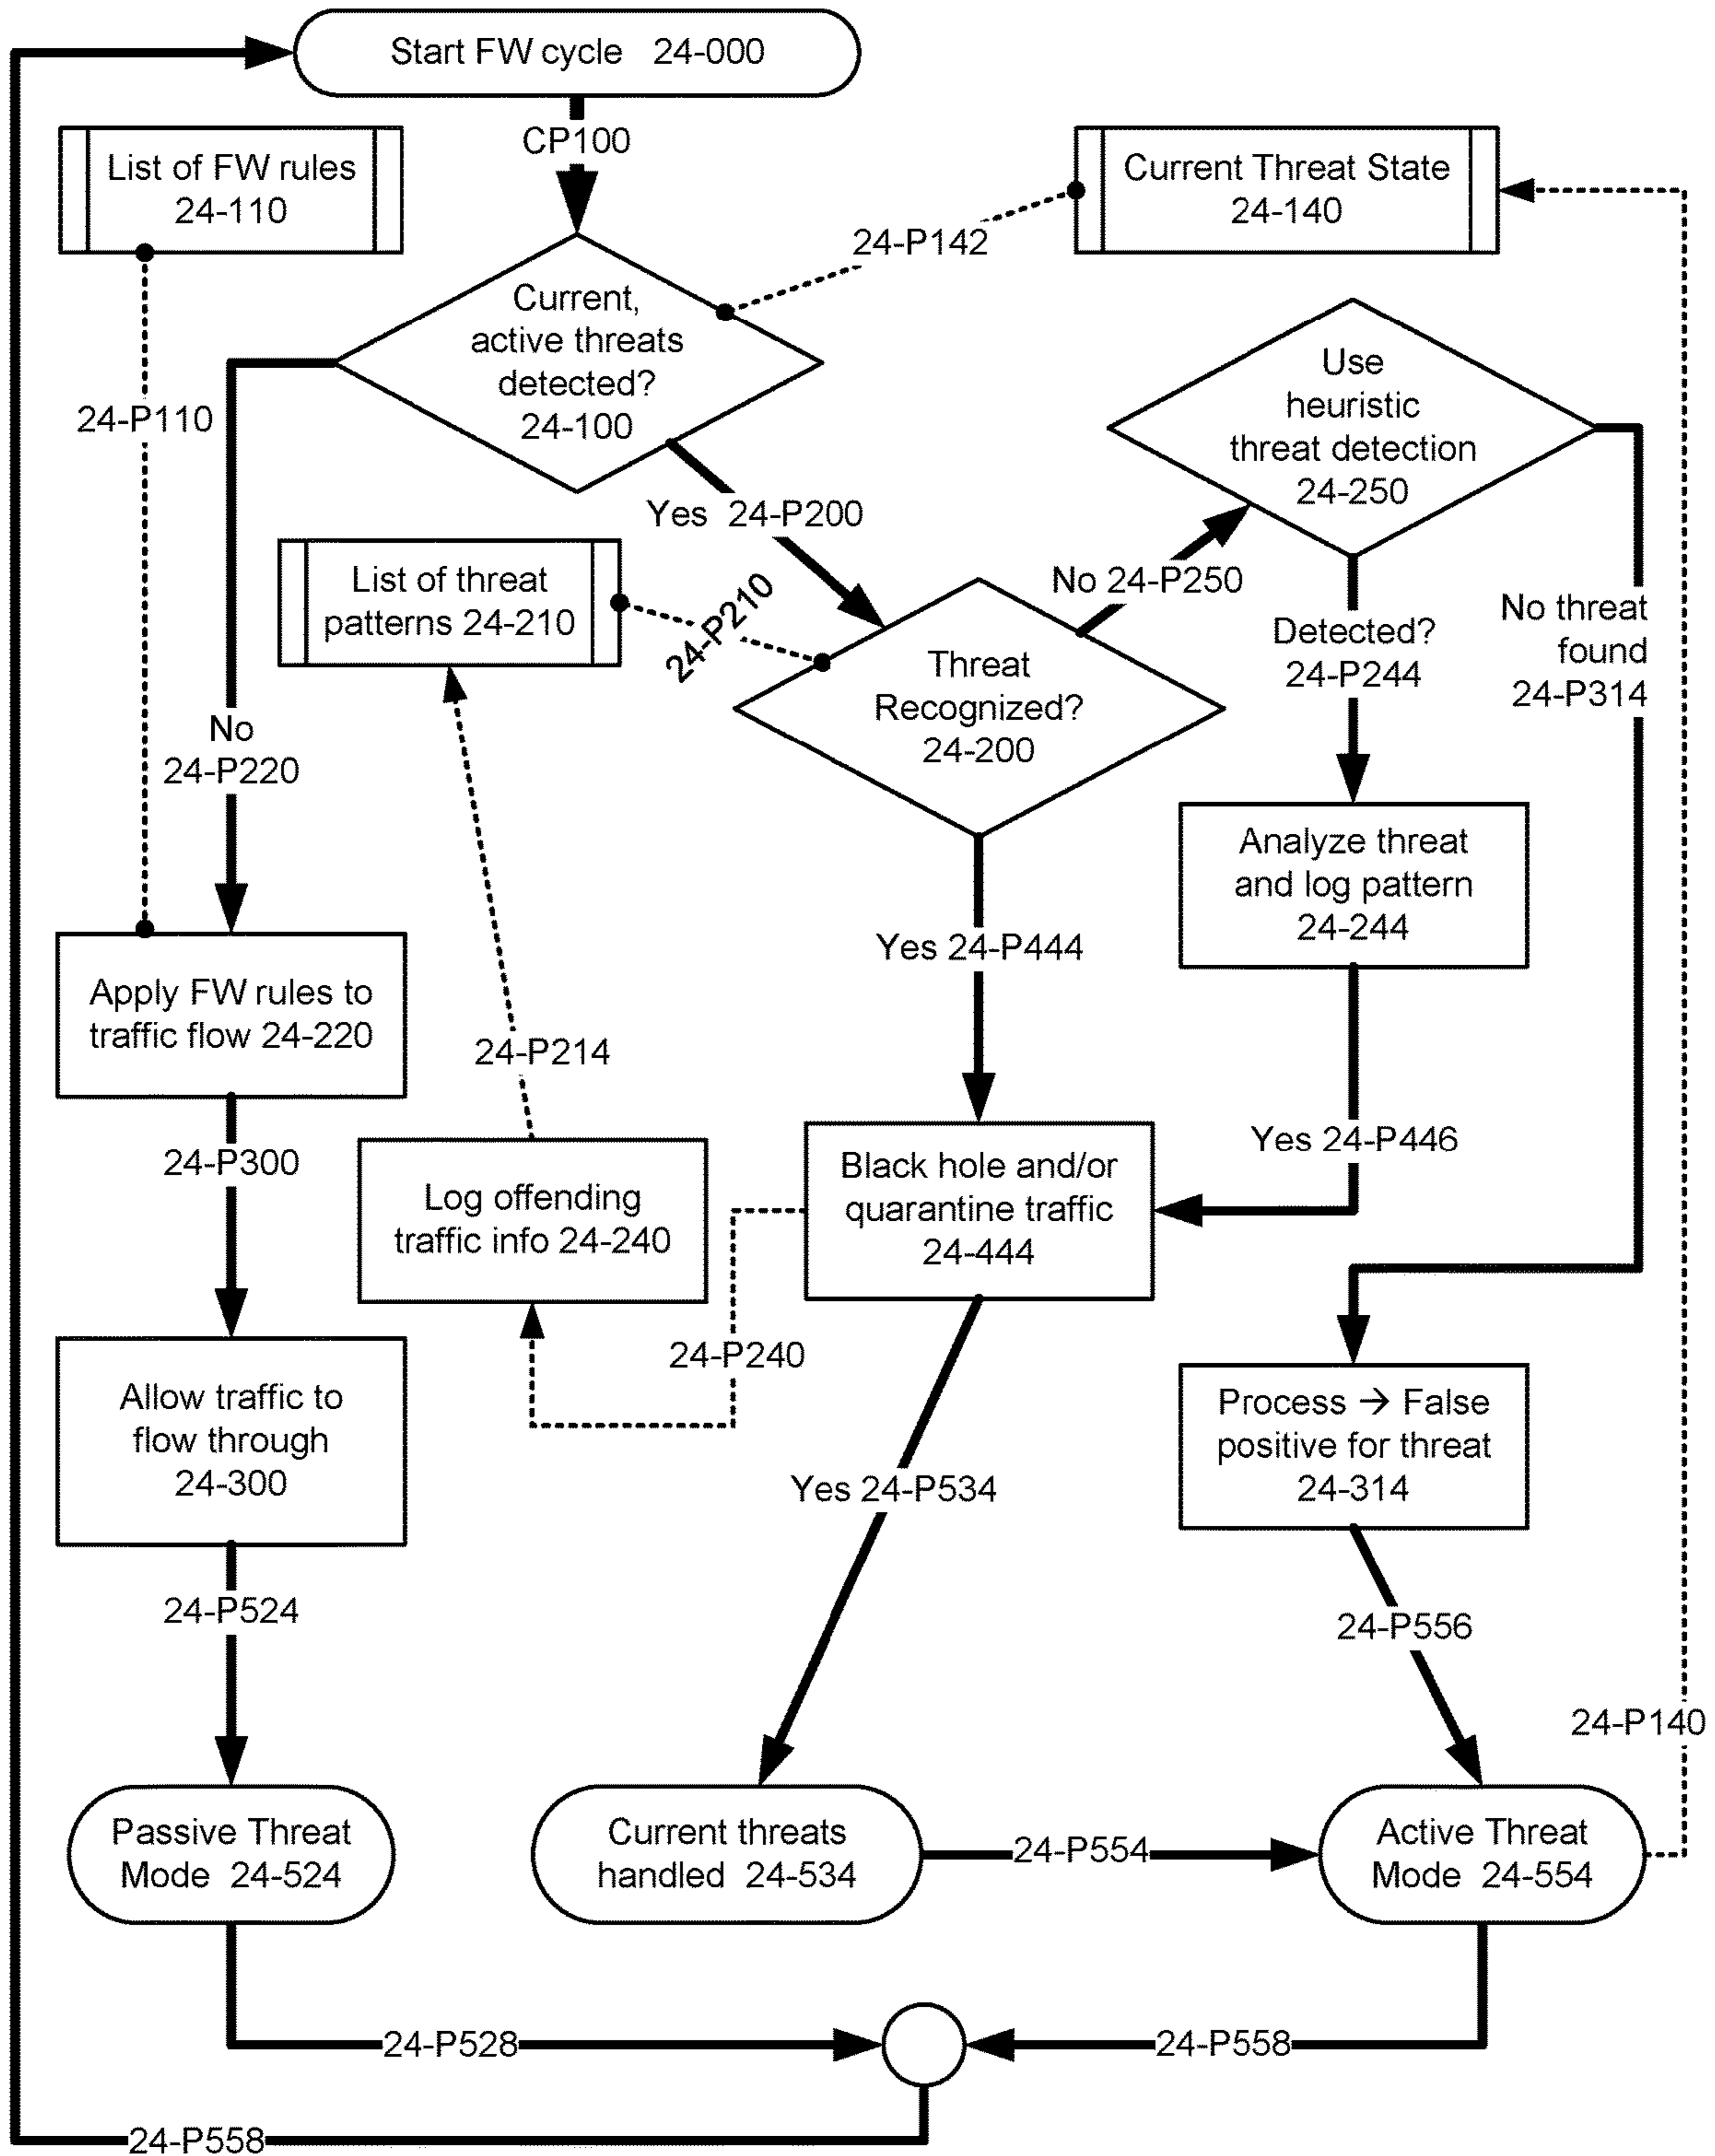 Start FW cycle 24-000
CP100
List of FW rules
24-110
Current Threat State
24-140
24-P142
Current,
active threats
detected?
24-100
Use
heuristic
threat detection
24-250
24-P110
Yes 24-P200
List of threat
patterns 24-210
24-P210
No 24-P250
No threat
found
24-P314
Detected?
24-P244
Threat
Recognized?
24-200
No
24-P220
Analyze threat
and log pattern
24-244
Yes 24-P444
Apply FW rules to
traffic flow 24-220
24-P214
Yes 24-P446
24-P300
Log offending
traffic info 24-240
Black hole and/or
quarantine traffic
24-444
24-P240
Allow traffic to
flow through
24-300
Process → False
positive for threat
24-314
Yes 24-P534
24-P524
24-P556
24-P140
Passive Threat
Mode 24-524
Current threats
handled 24-534
24-P554
Active Threat
Mode 24-554
24-P528
24-P558
24-P558